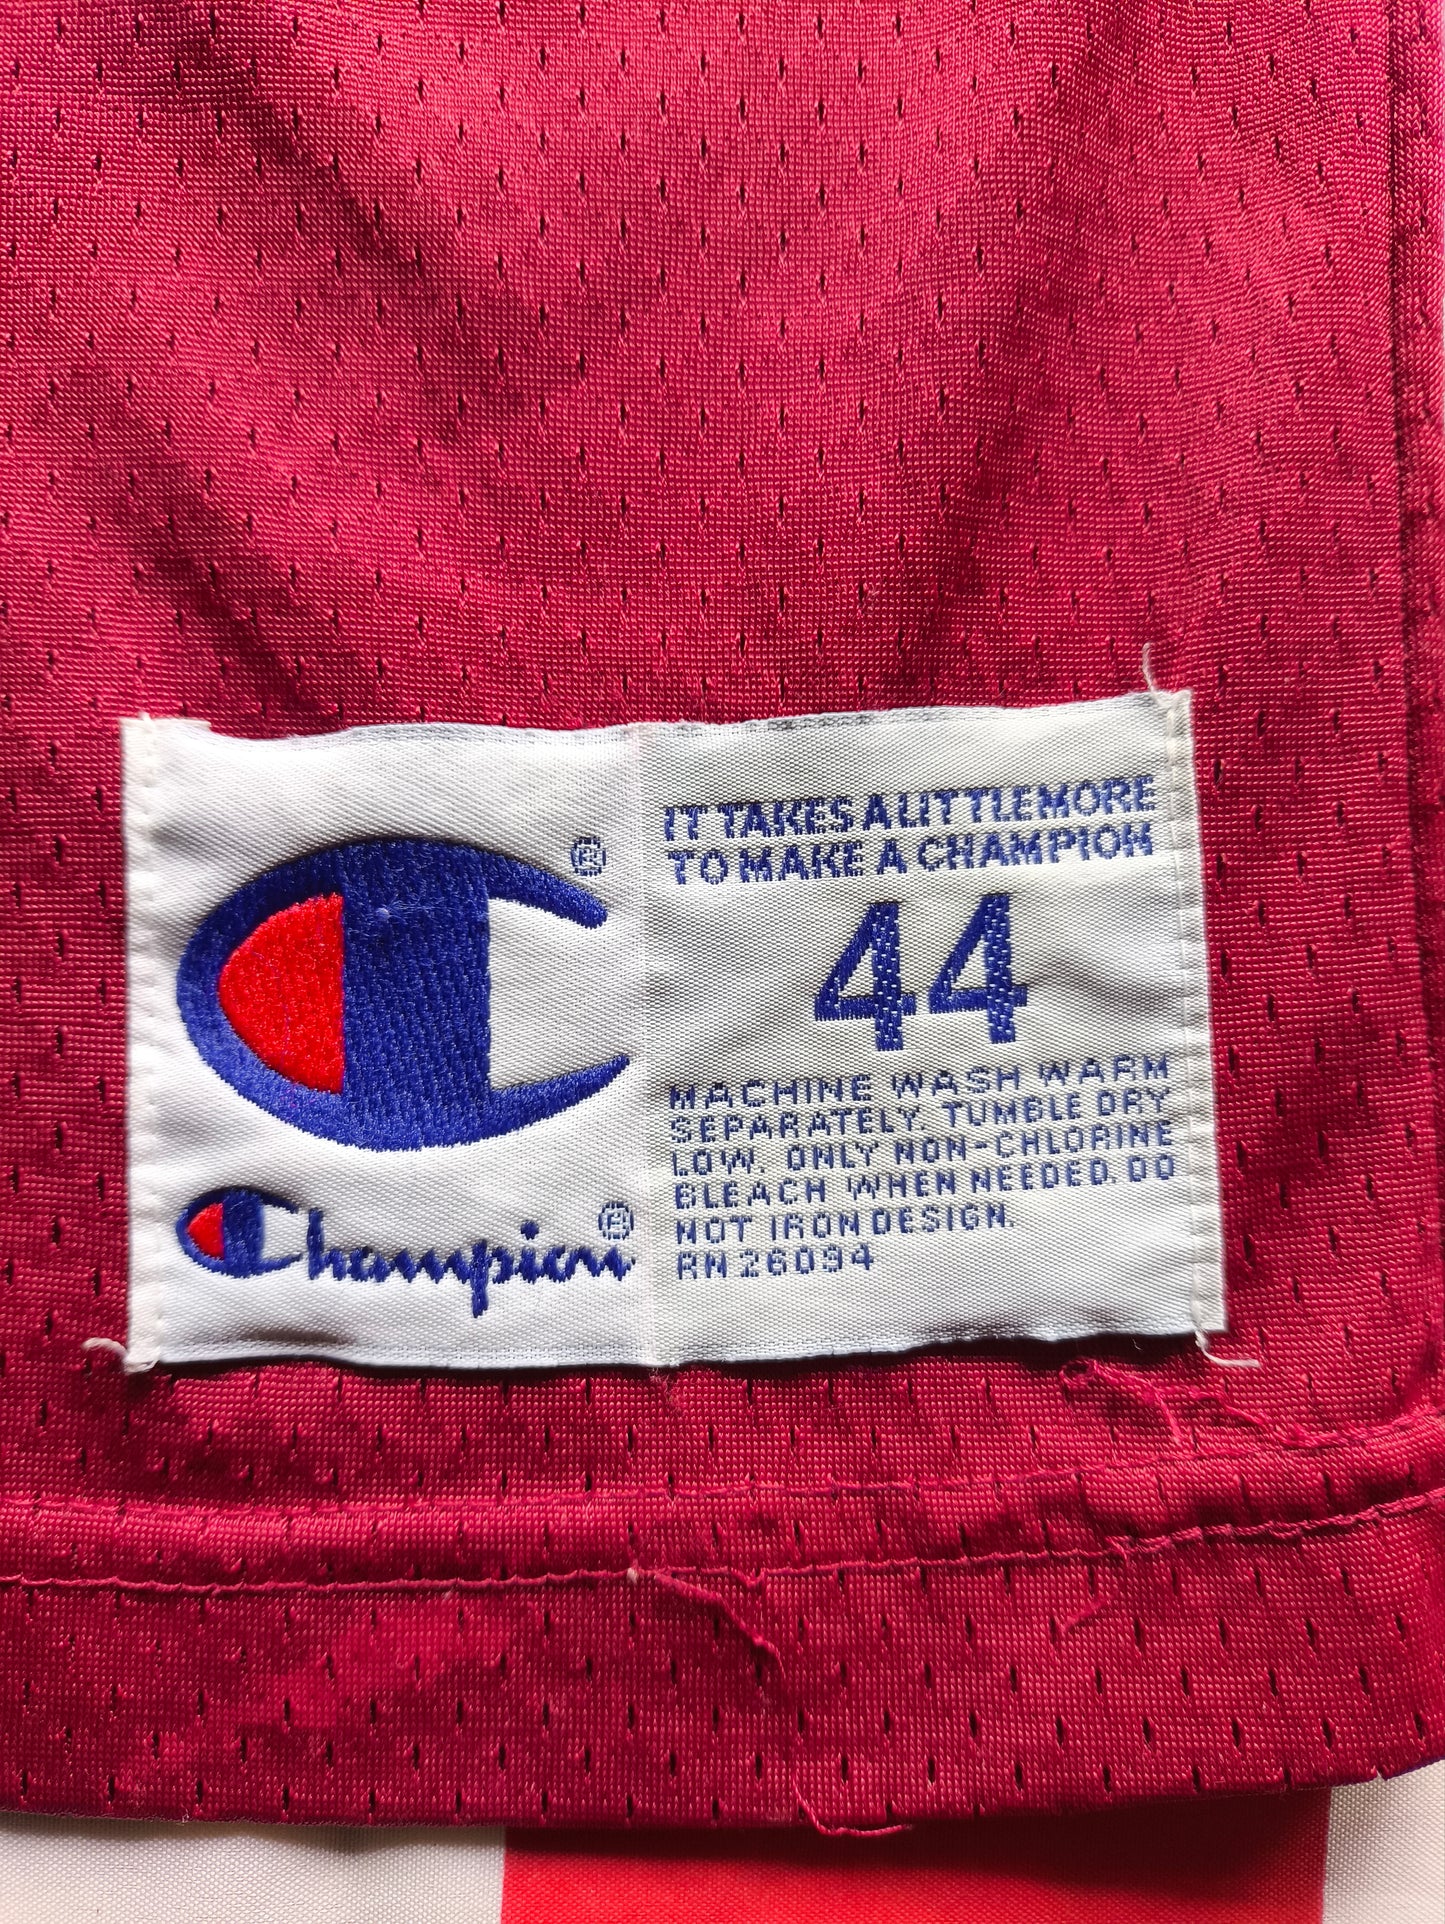 ®
Champion®
IT TAKES A LITTLE MORE
TO MAKE A CHAMPION
44
MACHINE WASH WARM
SEPARATELY. TUMBLE DRY
LOW. ONLY NON-CHLORINE
BLEACH WHEN NEEDED. DO
NOT IRON DESIGN.
RN 26094